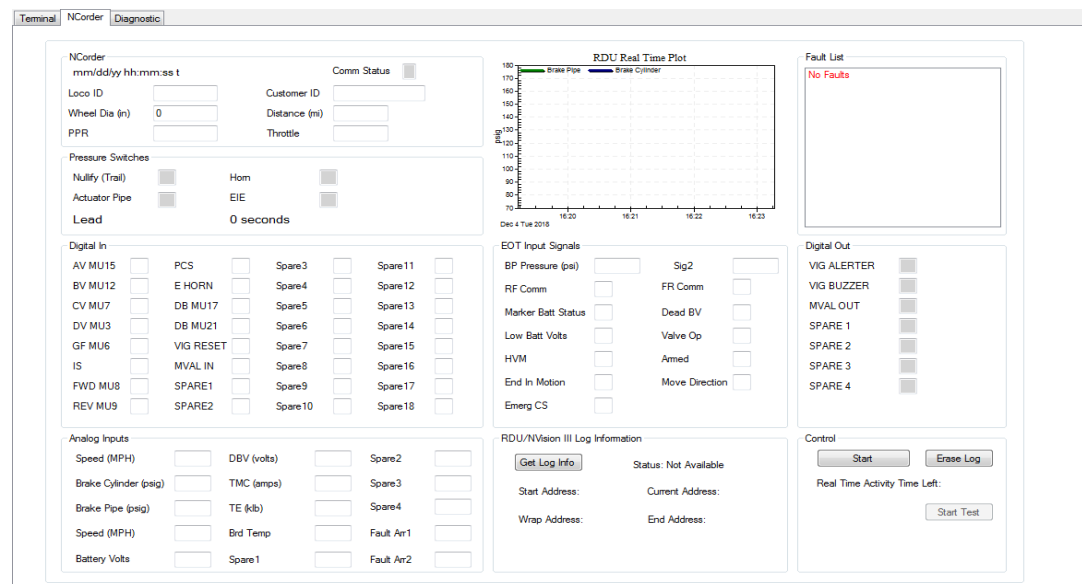 Terminal NCorder Diagnostic
NCorder
mm/dd/yy hh:mm:ss t Comm Status
Loco ID Customer ID
Wheel Dia (in) 0 Distance (mi)
PPR Throttle
Pressure Switches
Nullify (Trail) Horn
Actuator Pipe EIE
Lead 0 seconds
RDU Real Time Plot
Brake Pipe Brake Cylinder
psig
180
170
160
150
140
130
120
110
100
90
80
70
16:20 16:21 16:22 16:23
Dec 4 Tue 2018
Fault List
No Faults
Digital In
AV MU15 PCS Spare3 Spare11
BV MU12 E HORN Spare4 Spare12
CV MU7 DB MU17 Spare5 Spare13
DV MU3 DB MU21 Spare6 Spare14
GF MU6 VIG RESET Spare7 Spare15
IS MVAL IN Spare8 Spare16
FWD MU8 SPARE1 Spare9 Spare17
REV MU9 SPARE2 Spare10 Spare18
EOT Input Signals
BP Pressure (psi) Sig2
RF Comm FR Comm
Marker Batt Status Dead BV
Low Batt Volts Valve Op
HVM Armed
End In Motion Move Direction
Emerg CS
Digital Out
VIG ALERTER
VIG BUZZER
MVAL OUT
SPARE 1
SPARE 2
SPARE 3
SPARE 4
Analog Inputs
Speed (MPH) DBV (volts) Spare2
Brake Cylinder (psig) TMC (amps) Spare3
Brake Pipe (psig) TE (klb) Spare4
Speed (MPH) Brd Temp Fault Arr1
Battery Volts Spare1 Fault Arr2
RDU/NVision III Log Information
Get Log Info Status: Not Available
Start Address: Current Address:
Wrap Address: End Address:
Control
Start Erase Log
Real Time Activity Time Left:
Start Test